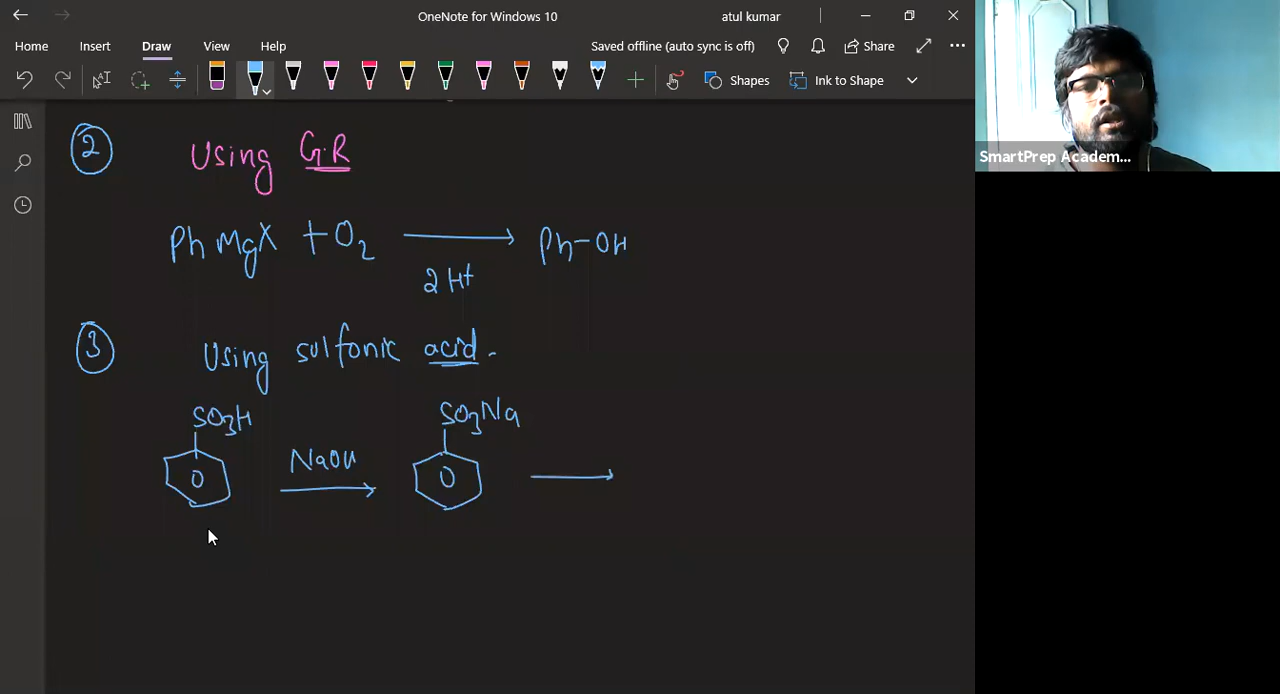 OneNote for Windows 10
atul kumar
Home Insert Draw View Help
Saved offline (auto sync is off)
Share
Shapes
Ink to Shape
SmartPrep Academ...
2 Using G.R
PhMgX + O2 Ph-OH
2H+
3 Using sulfonic acid.
SO3H SO3Na
NaOH